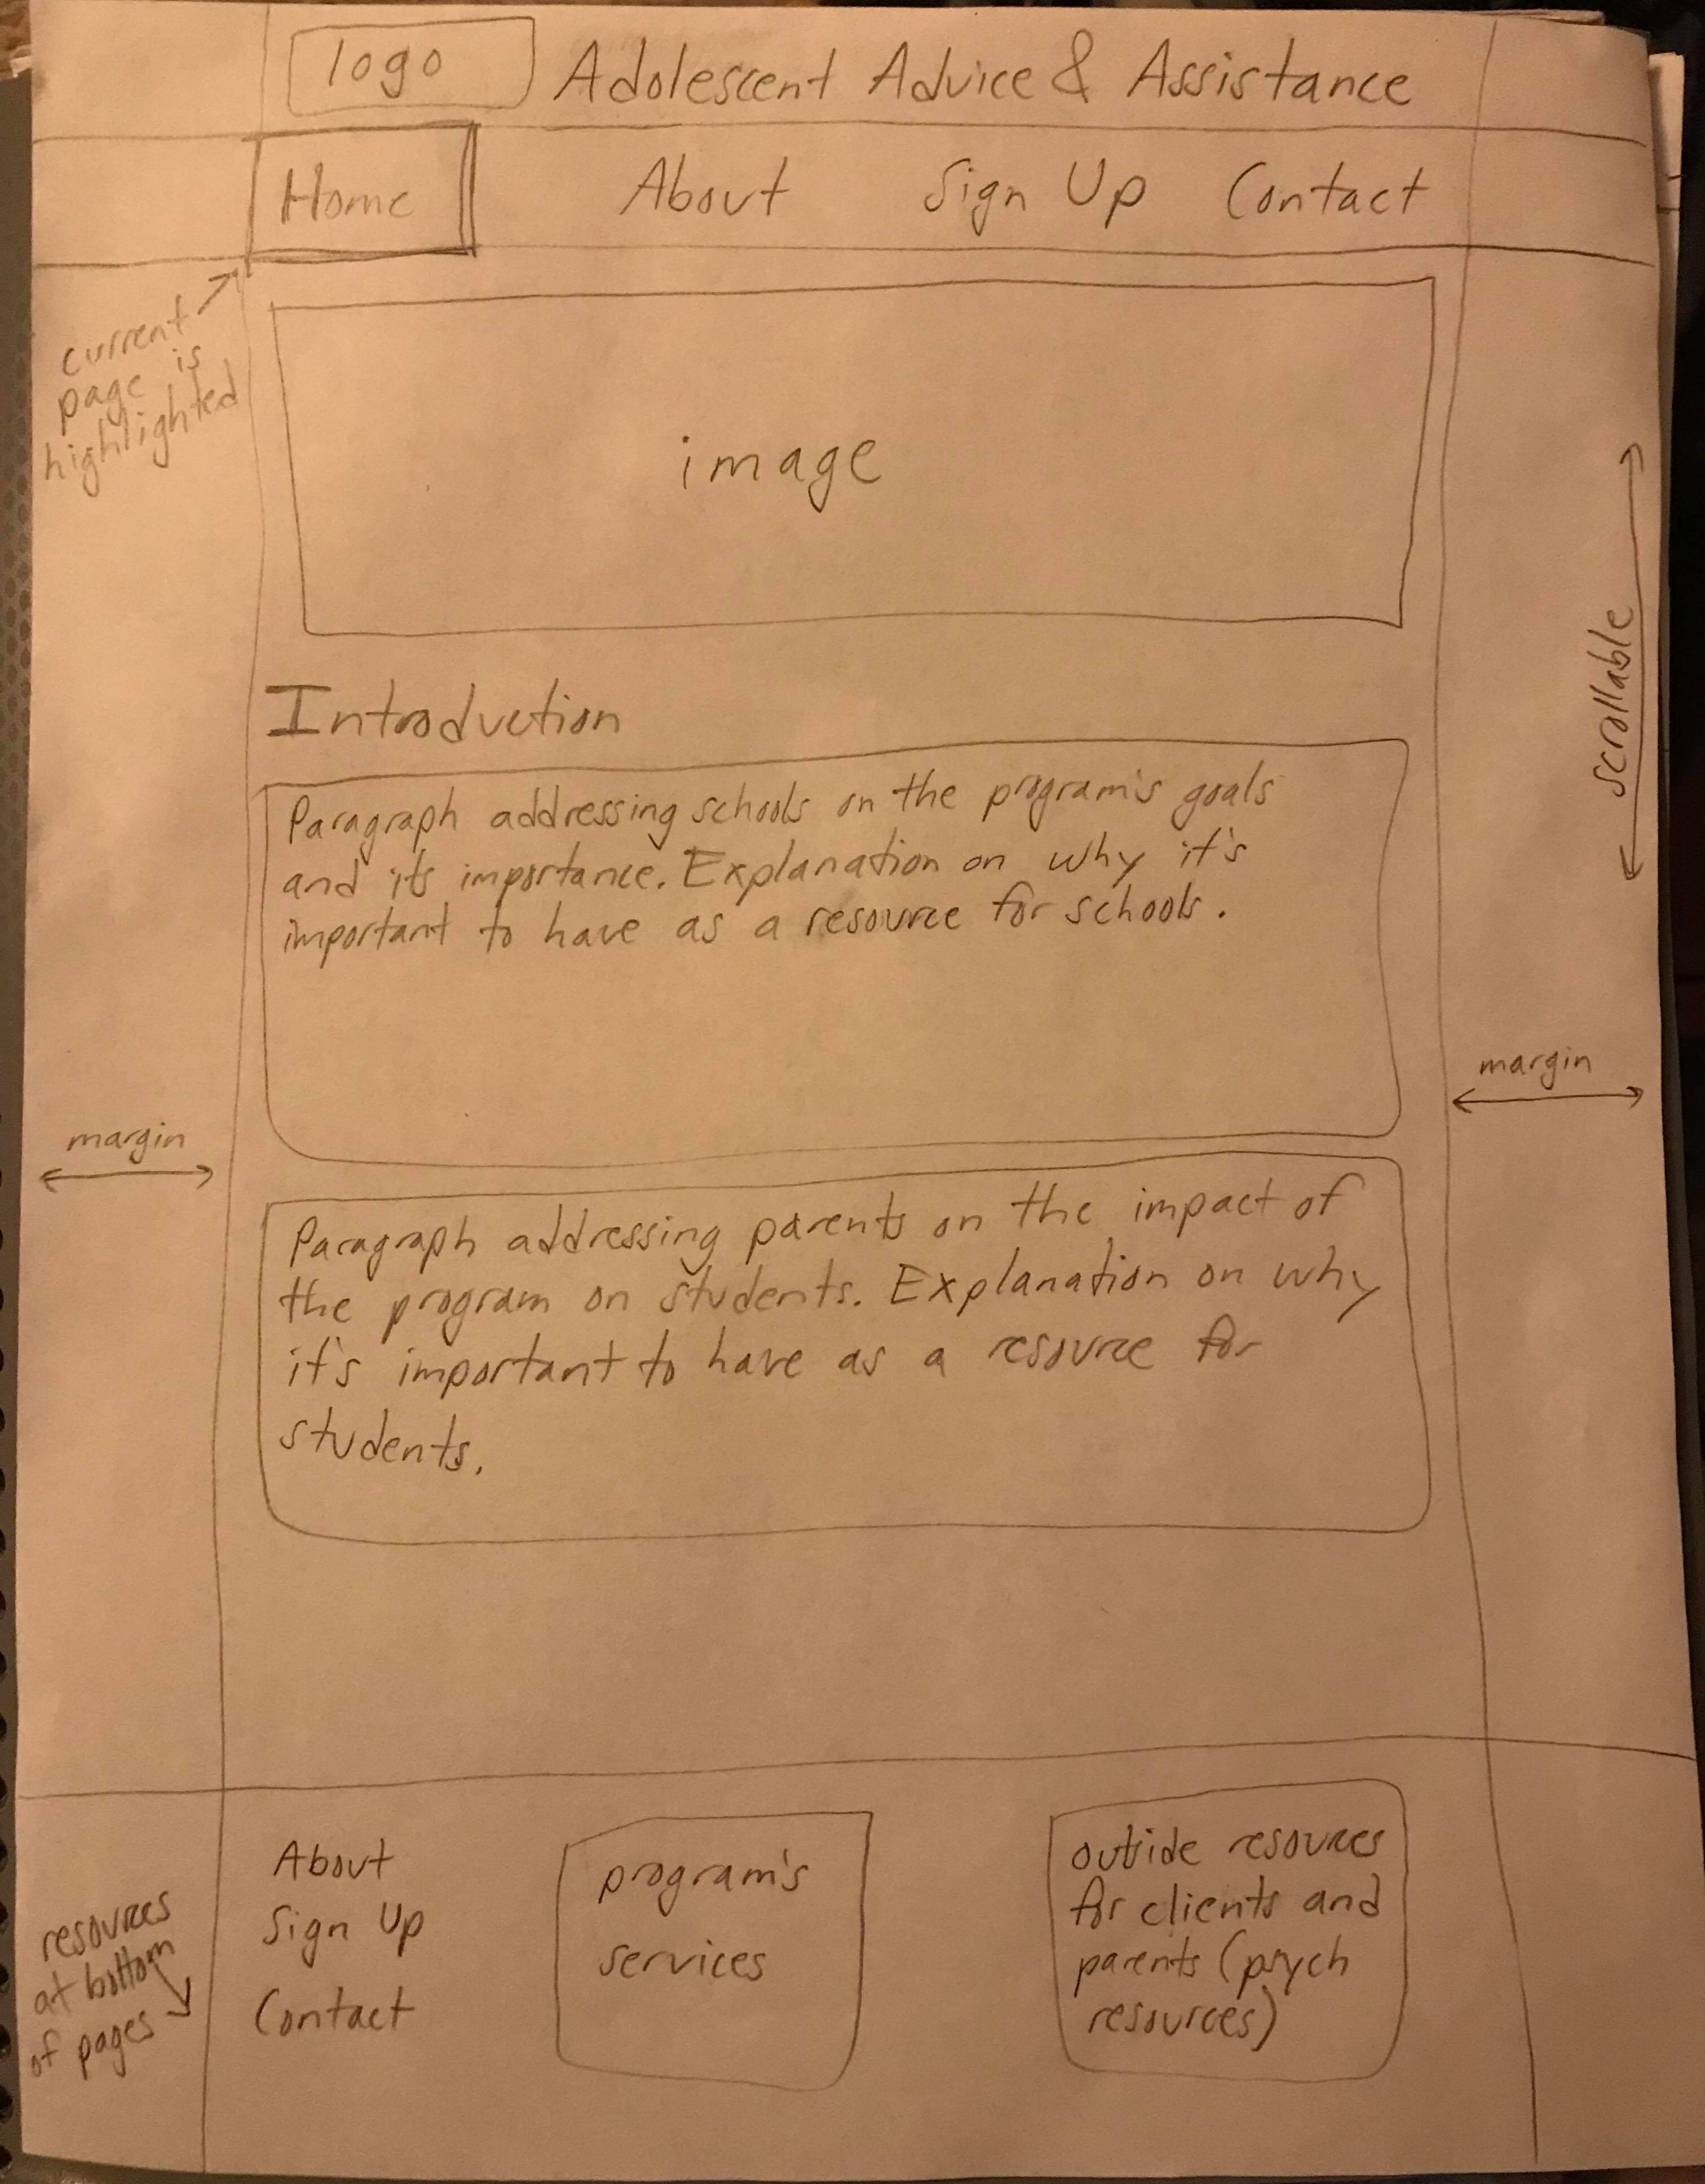 logo
Adolescent Advice & Assistance
Home About Sign Up Contact
current
page is
highlighted
image
scrollable
Introduction
Paragraph addressing schools on the program's goals
and its importance. Explanation on why it's
important to have as a resource for schools.
margin
margin
Paragraph addressing parents on the impact of
the program on students. Explanation on why
it's important to have as a resource for
students.
resources
at bottom
of pages
About
Sign Up
Contact
program's
services
outside resources
for clients and
parents (psych
resources)